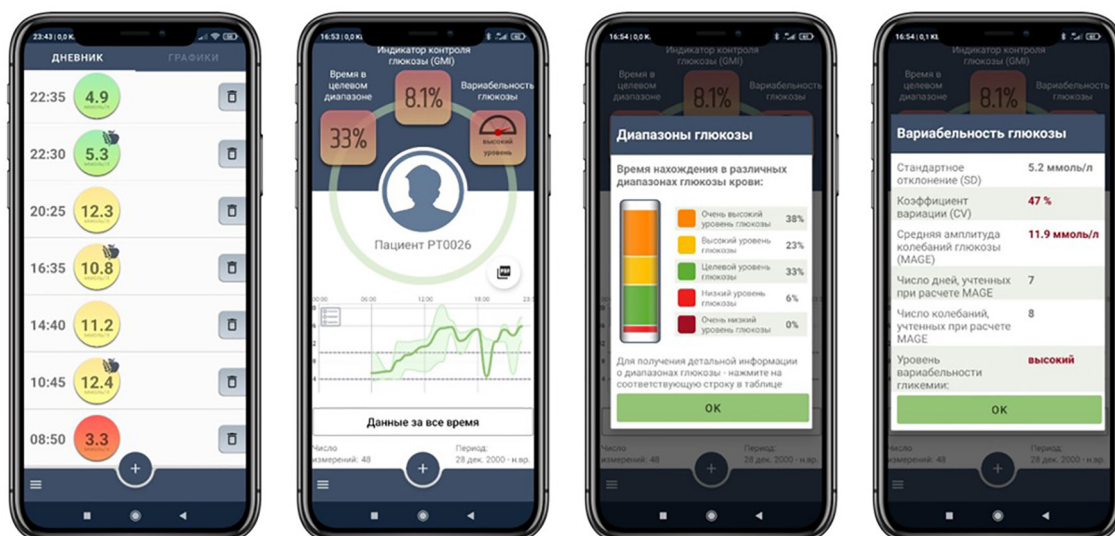 23:43 | 0,0 К
ДНЕВНИК
ГРАФИКИ
22:35
4.9
ммоль/л
22:30
5.3
ммоль/л
20:25
12.3
ммоль/л
16:35
10.8
ммоль/л
14:40
11.2
ммоль/л
10:45
12.4
ммоль/л
08:50
3.3
+
16:53 | 0,0 К
Индикатор контроля
глюкозы (GMI)
Время в
целевом
диапазоне
8.1%
Вариабельность
глюкозы
33%
высокий
уровень
Пациент PT0026
PDF
00:00
06:00
12:00
18:00
Данные за все время
Число
измерений: 48
Период:
28 дек. 2000 - н.вр.
+
16:54 | 0,0 К
Индикатор контроля
глюкозы (GMI)
Время в
целевом
диапазоне
8.1%
Вариабельность
глюкозы
Диапазоны глюкозы
Время нахождения в различных
диапазонах глюкозы крови:
Очень высокий
уровень глюкозы
38%
Высокий уровень
глюкозы
23%
Целевой уровень
глюкозы
33%
Низкий уровень
глюкозы
6%
Очень низкий
уровень глюкозы
0%
Для получения детальной информации
о диапазонах глюкозы - нажмите на
соответствующую строку в таблице
OK
Данные за все время
Число
измерений: 48
Период:
28 дек. 2000 - н.вр.
+
16:54 | 0,1 К
Индикатор контроля
глюкозы (GMI)
Время в
целевом
диапазоне
8.1%
Вариабельность
глюкозы
Вариабельность глюкозы
Стандартное
отклонение (SD)
5.2 ммоль/л
Коэффициент
вариации (CV)
47 %
Средняя амплитуда
колебаний глюкозы
(MAGE)
11.9 ммоль/л
Число дней, учтенных
при расчете MAGE
7
Число колебаний,
учтенных при расчете
MAGE
8
Уровень
вариабельности
гликемии:
высокий
OK
Число
измерений: 48
Период:
28 дек. 2000 - н.вр.
+